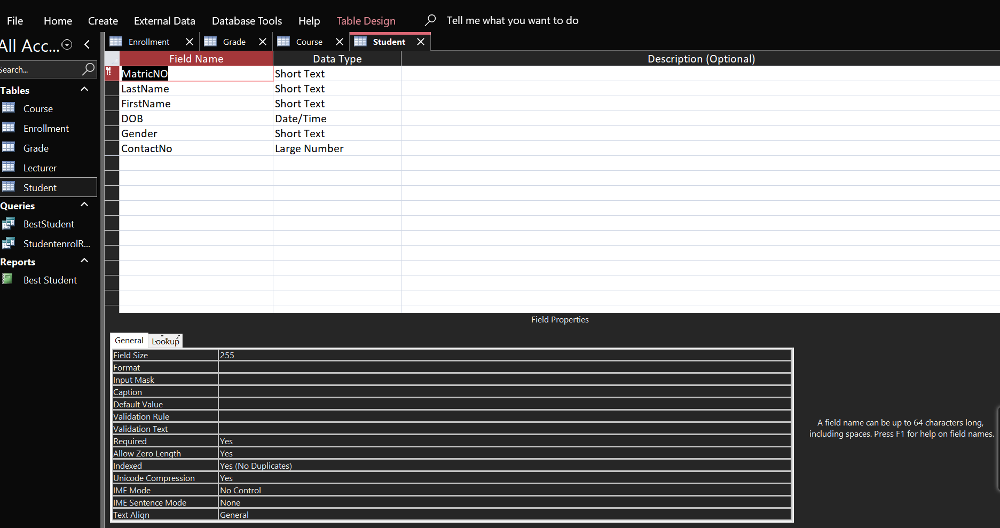 File Home Create External Data Database Tools Help Table Design Tell me what you want to do
All Acc...
Search...
Tables
Course
Enrollment
Grade
Lecturer
Student
Queries
BestStudent
StudentenrolR...
Reports
Best Student
Enrollment Grade Course Student
Field Name Data Type Description (Optional)
MatricNO Short Text
LastName Short Text
FirstName Short Text
DOB Date/Time
Gender Short Text
ContactNo Large Number
Field Properties
General Lookup
Field Size 255
Format
Input Mask
Caption
Default Value
Validation Rule
Validation Text
Required Yes
Allow Zero Length Yes
Indexed Yes (No Duplicates)
Unicode Compression Yes
IME Mode No Control
IME Sentence Mode None
Text Align General
A field name can be up to 64 characters long,
including spaces. Press F1 for help on field names.